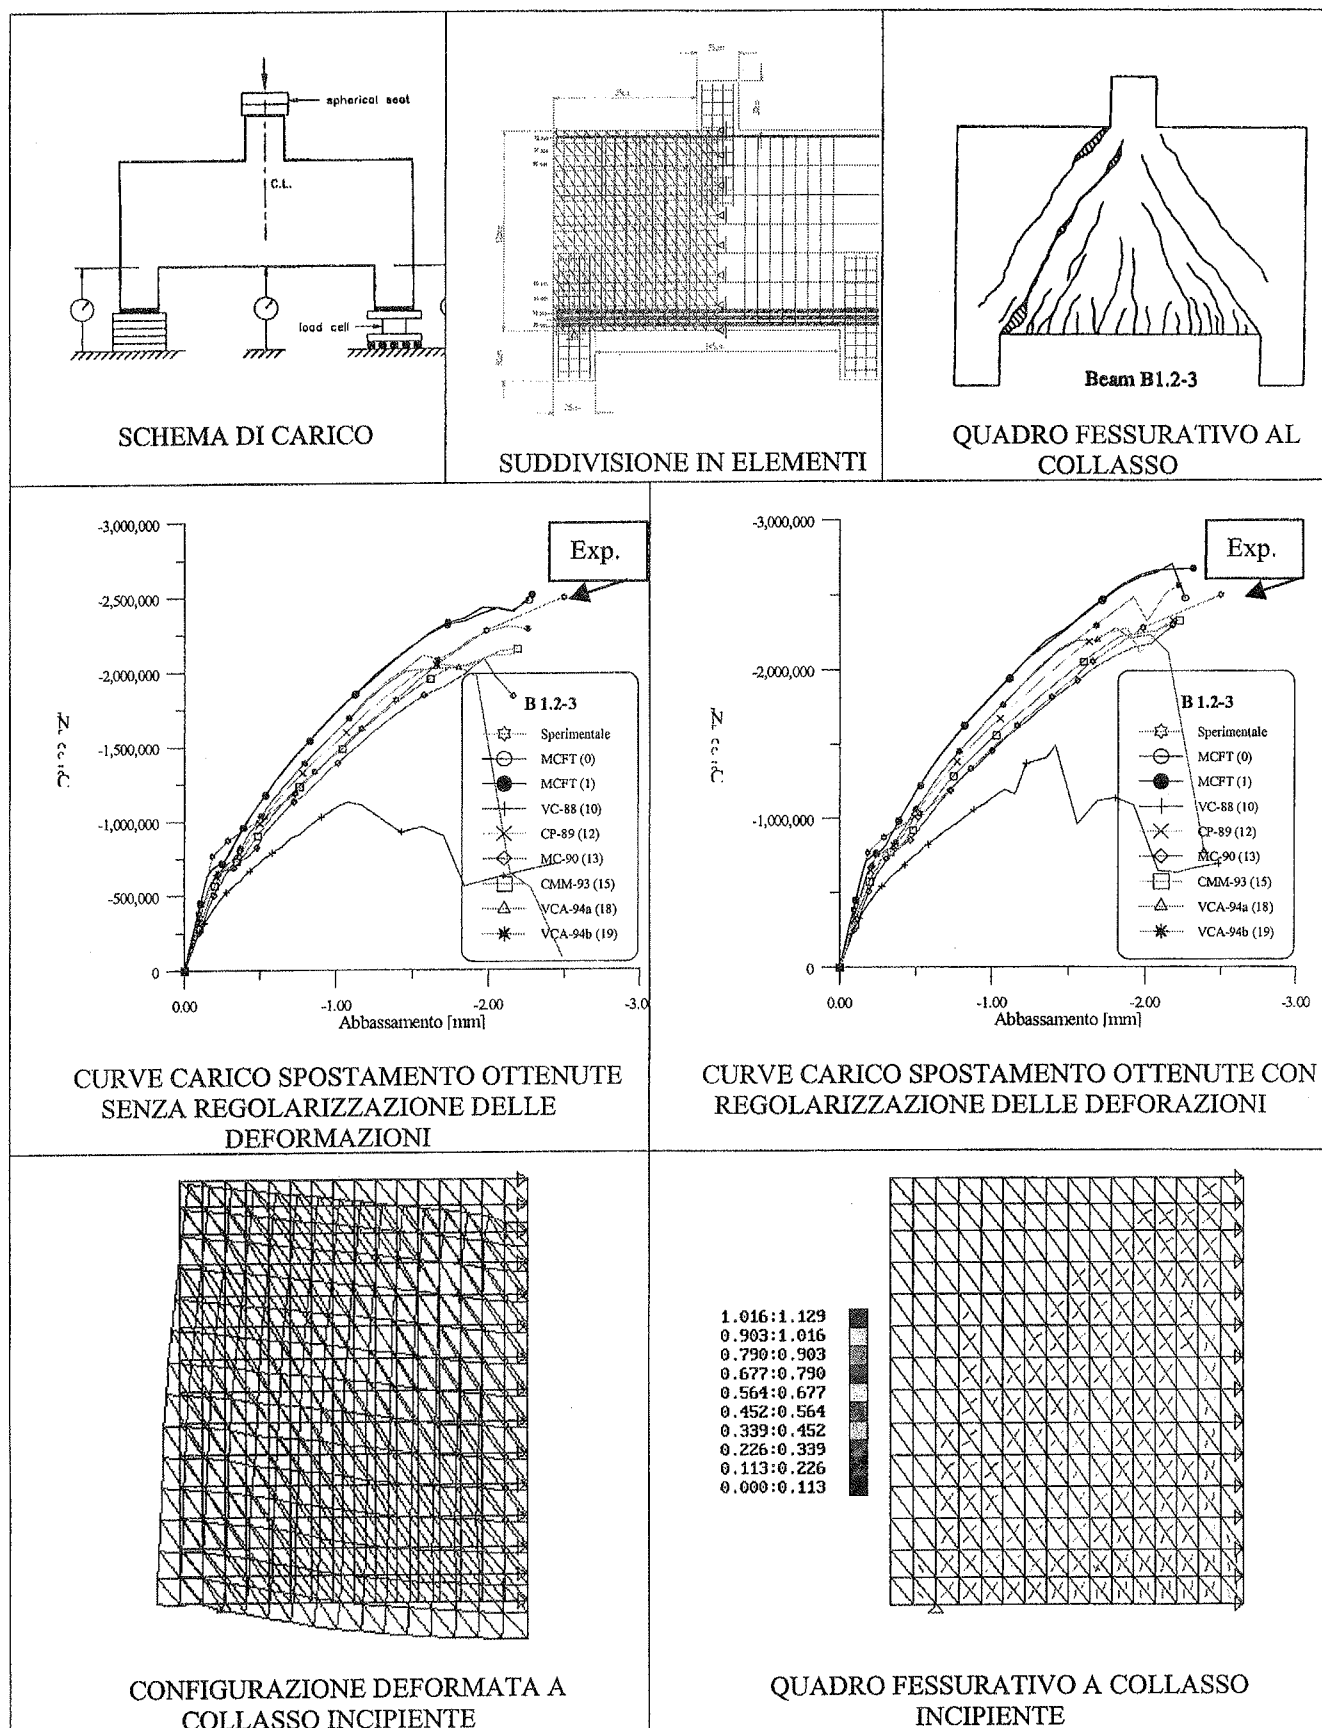 spherical seat
C.L.
load cell
SCHEMA DI CARICO
SUDDIVISIONE IN ELEMENTI
Beam B1.2-3
QUADRO FESSURATIVO AL
COLLASSO
-3,000,000
-2,500,000
-2,000,000
-1,500,000
-1,000,000
-500,000
0
0.00
-1.00
-2.00
-3.0
Abbassamento [mm]
Exp.
B 1.2-3
Sperimentale
MCFT (0)
MCFT (1)
VC-88 (10)
CP-89 (12)
MC-90 (13)
CMM-93 (15)
VCA-94a (18)
VCA-94b (19)
CURVE CARICO SPOSTAMENTO OTTENUTE
SENZA REGOLARIZZAZIONE DELLE
DEFORMAZIONI
-3,000,000
-2,000,000
-1,000,000
0
0.00
-1.00
-2.00
-3.00
Abbassamento [mm]
Exp.
B 1.2-3
Sperimentale
MCFT (0)
MCFT (1)
VC-88 (10)
CP-89 (12)
MC-90 (13)
CMM-93 (15)
VCA-94a (18)
VCA-94b (19)
CURVE CARICO SPOSTAMENTO OTTENUTE CON
REGOLARIZZAZIONE DELLE DEFORAZIONI
CONFIGURAZIONE DEFORMATA A
COLLASSO INCIPIENTE
1.016:1.129
0.903:1.016
0.790:0.903
0.677:0.790
0.564:0.677
0.452:0.564
0.339:0.452
0.226:0.339
0.113:0.226
0.000:0.113
QUADRO FESSURATIVO A COLLASSO
INCIPIENTE